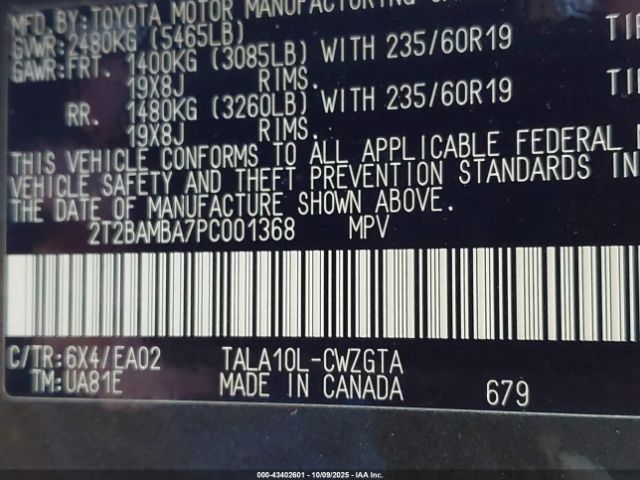 MFD.BY:TOYOTA MOTOR MANUFACTURING
GVWR:2480KG (5465LB)
GAWR:FRT. 1400KG (3085LB) WITH 235/60R19
19X8J RIMS.
RR. 1480KG (3260LB) WITH 235/60R19
19X8J RIMS.
THIS VEHICLE CONFORMS TO ALL APPLICABLE FEDERAL
VEHICLE SAFETY AND THEFT PREVENTION STANDARDS IN
THE DATE OF MANUFACTURE SHOWN ABOVE.
2T2BAMBA7PC001368 MPV
C/TR:6X4/EA02 TALA10L-CWZGTA
TM:UA81E MADE IN CANADA 679
000-43402601 - 10/09/2025 - IAA Inc.